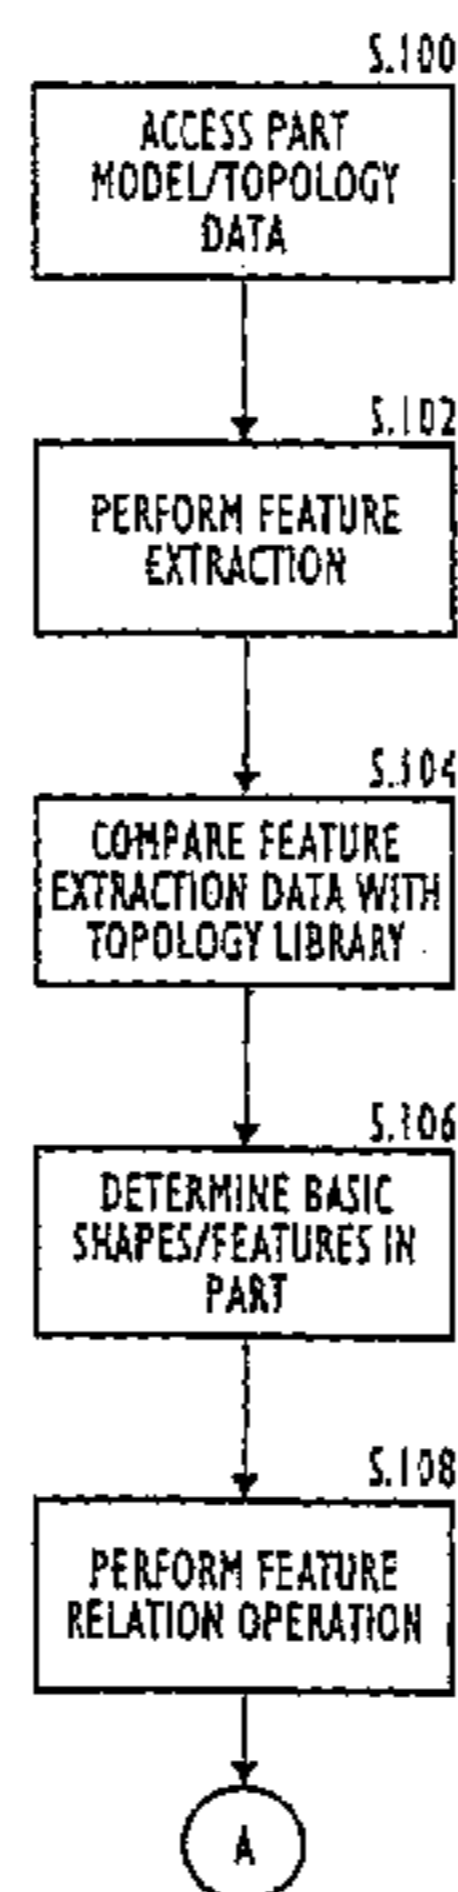 S.100
ACCESS PART
MODEL/TOPOLOGY
DATA
S.102
PERFORM FEATURE
EXTRACTION
S.104
COMPARE FEATURE
EXTRACTION DATA WITH
TOPOLOGY LIBRARY
S.106
DETERMINE BASIC
SHAPES/FEATURES IN
PART
S.108
PERFORM FEATURE
RELATION OPERATION
A